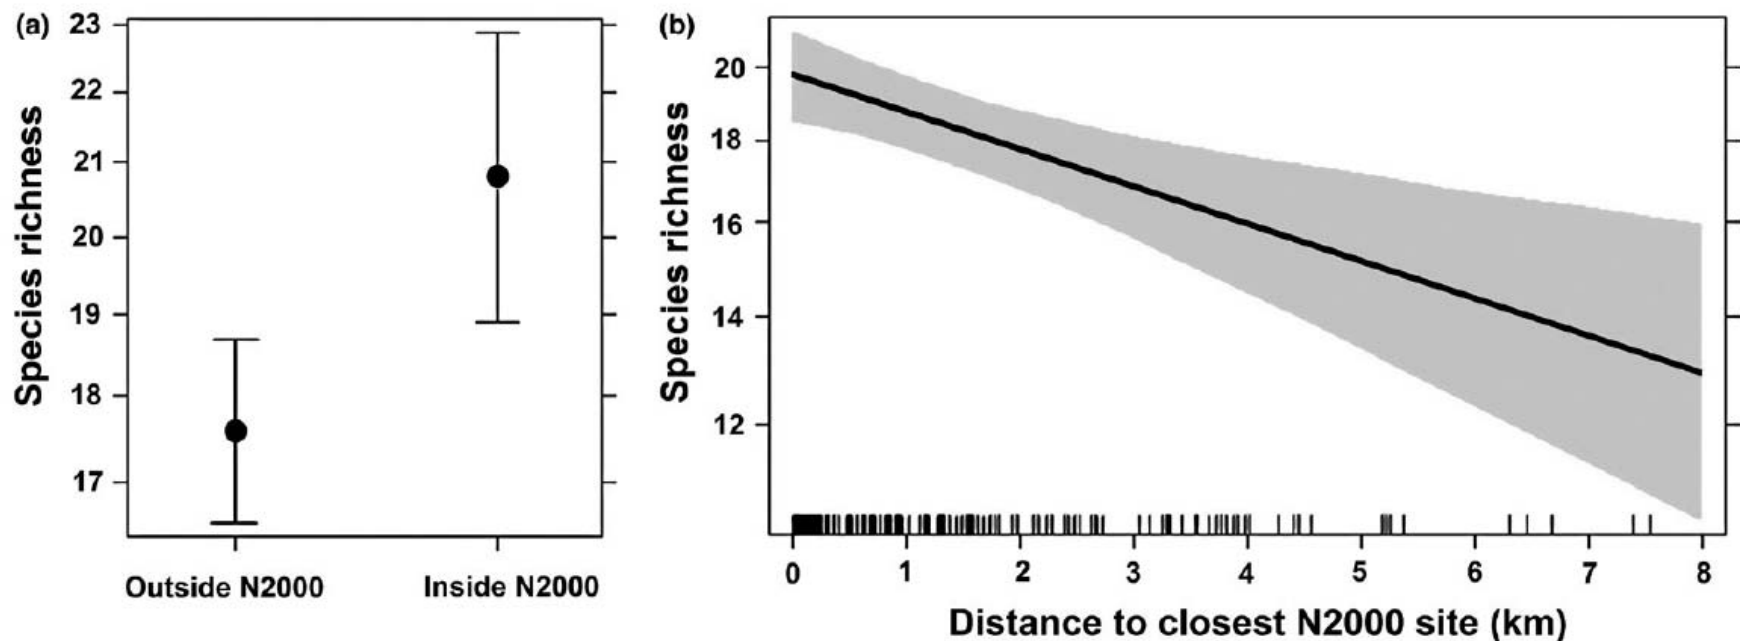 (a)
Species richness
23
22
21
20
19
18
17
Outside N2000
Inside N2000
(b)
Species richness
20
18
16
14
12
0 1 2 3 4 5 6 7 8
Distance to closest N2000 site (km)